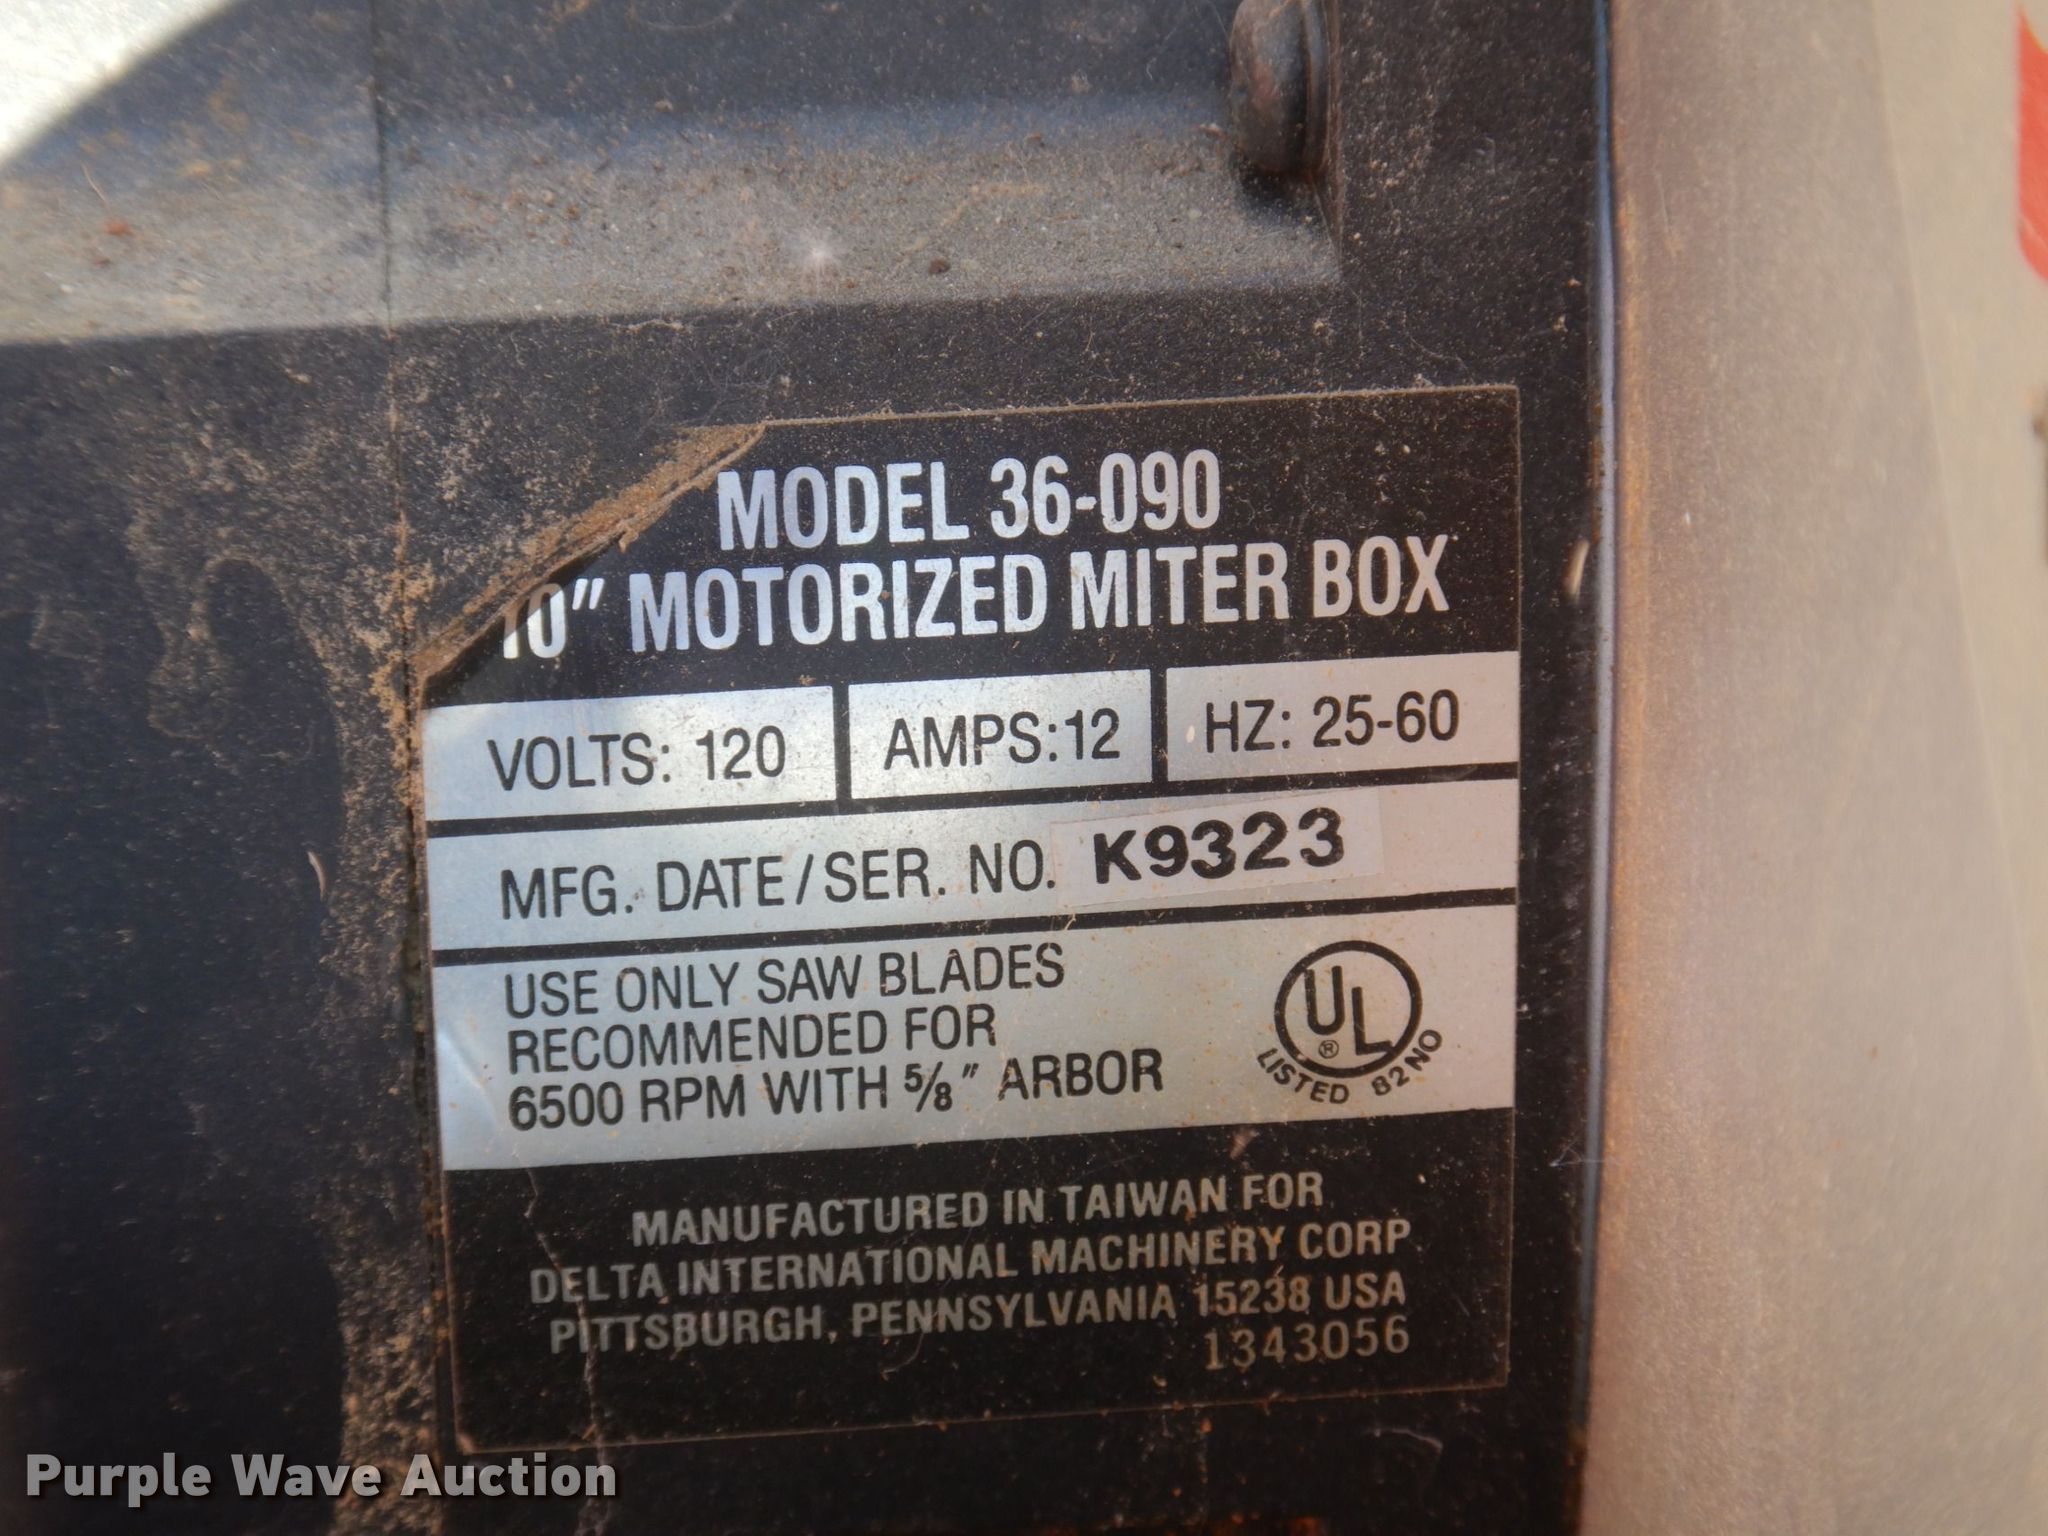 MODEL 36-090
10" MOTORIZED MITER BOX
VOLTS: 120 AMPS: 12 HZ: 25-60
MFG. DATE/SER. NO. K9323
USE ONLY SAW BLADES
RECOMMENDED FOR
6500 RPM WITH 5/8" ARBOR
UL ®
LISTED 82NO
MANUFACTURED IN TAIWAN FOR
DELTA INTERNATIONAL MACHINERY CORP
PITTSBURGH, PENNSYLVANIA 15238 USA
1343056
Purple Wave Auction